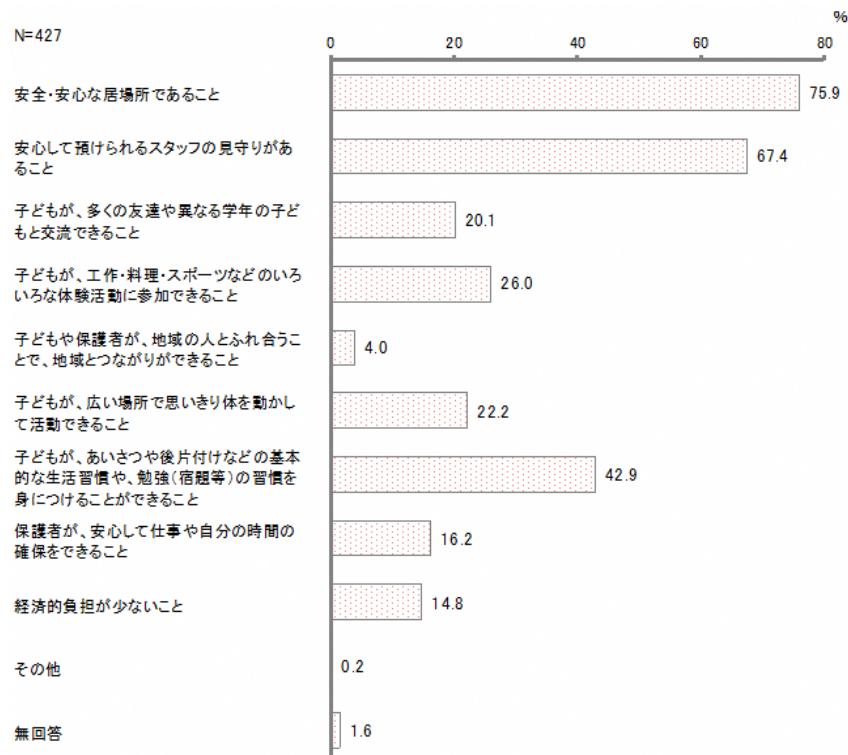 %
N=427
0 20 40 60 80
安全・安心な居場所であること 75.9
安心して預けられるスタッフの見守りがあ
ること 67.4
子どもが、多くの友達や異なる学年の子ど
もと交流できること 20.1
子どもが、工作・料理・スポーツなどのいろ
いろな体験活動に参加できること 26.0
子どもや保護者が、地域の人とふれ合うこ
とで、地域とつながりができること 4.0
子どもが、広い場所で思いきり体を動かし
て活動できること 22.2
子どもが、あいさつや後片付けなどの基本
的な生活習慣や、勉強(宿題等)の習慣を
身につけることができること 42.9
保護者が、安心して仕事や自分の時間の
確保をできること 16.2
経済的負担が少ないこと 14.8
その他 0.2
無回答 1.6